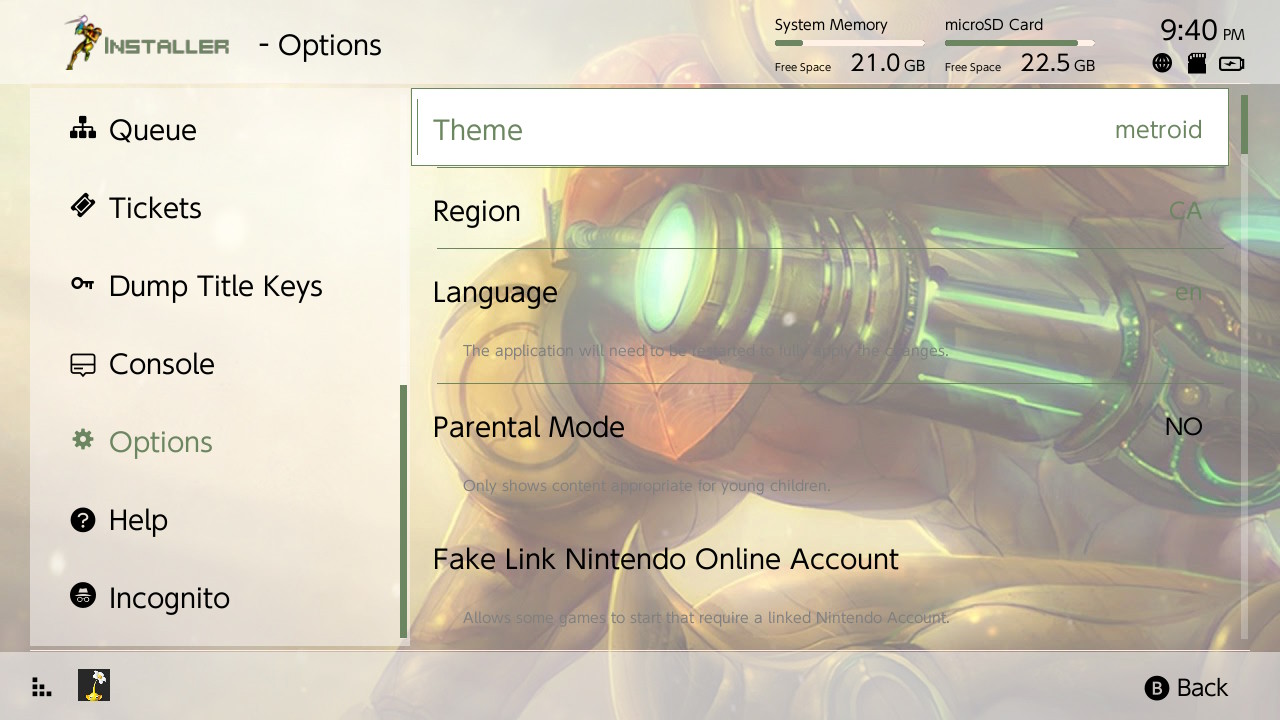 INSTALLER - Options
System Memory
Free Space 21.0 GB
microSD Card
Free Space 22.5 GB
9:40 PM
Queue
Tickets
Dump Title Keys
Console
Options
Help
Incognito
Theme metroid
Region CA
Language en
The application will need to be restarted to fully apply the changes.
Parental Mode NO
Only shows content appropriate for young children.
Fake Link Nintendo Online Account
Allows some games to start that require a linked Nintendo Account.
B Back